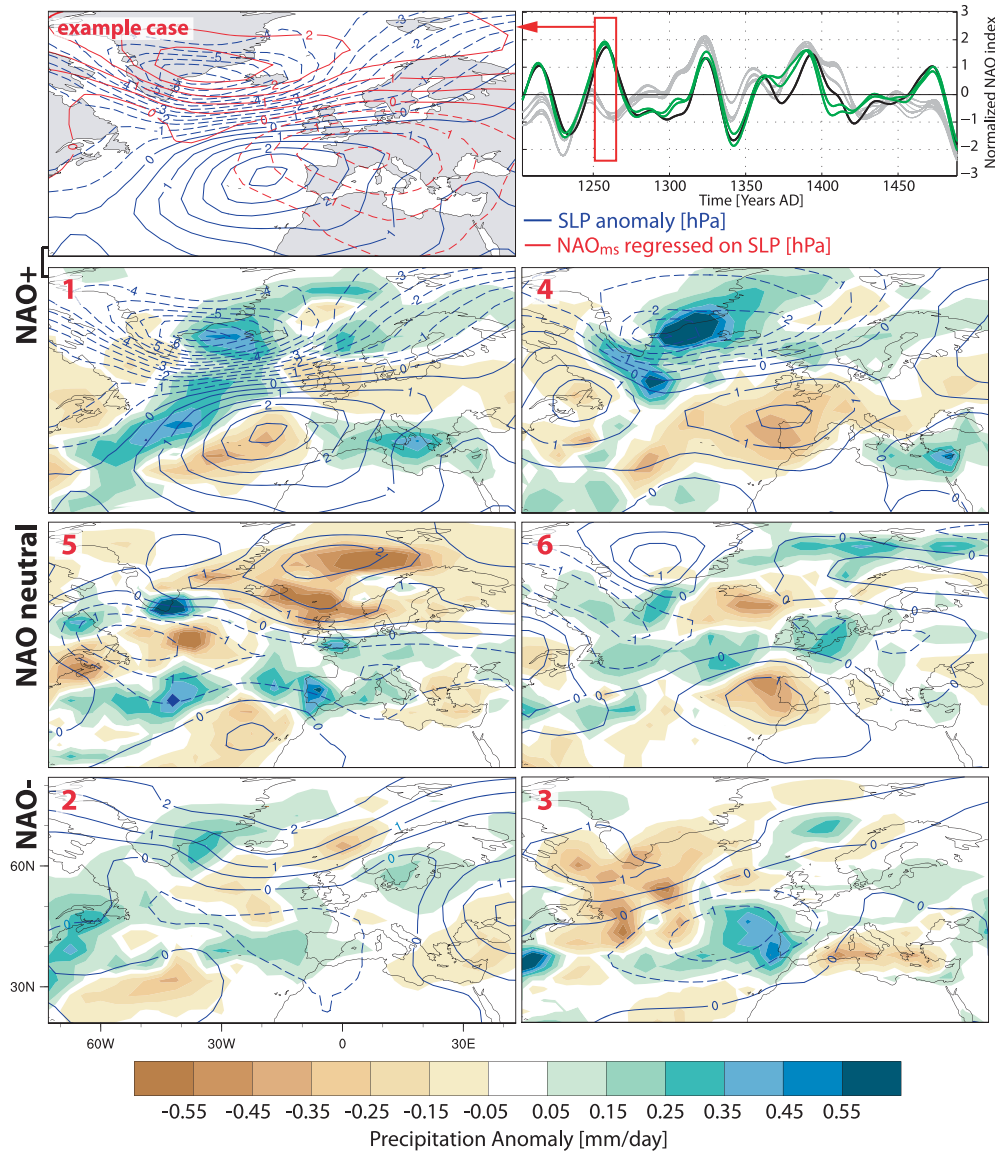 example case
3
2
1
0
−1
−2
−3
Normalized NAO index
1250 1300 1350 1400 1450
Time [Years AD]
SLP anomaly [hPa]
NAOms regressed on SLP [hPa]
NAO+
1
4
NAO neutral
5
6
NAO-
2
3
60N
30N
60W 30W 0 30E
-0.55 -0.45 -0.35 -0.25 -0.15 -0.05 0.05 0.15 0.25 0.35 0.45 0.55
Precipitation Anomaly [mm/day]